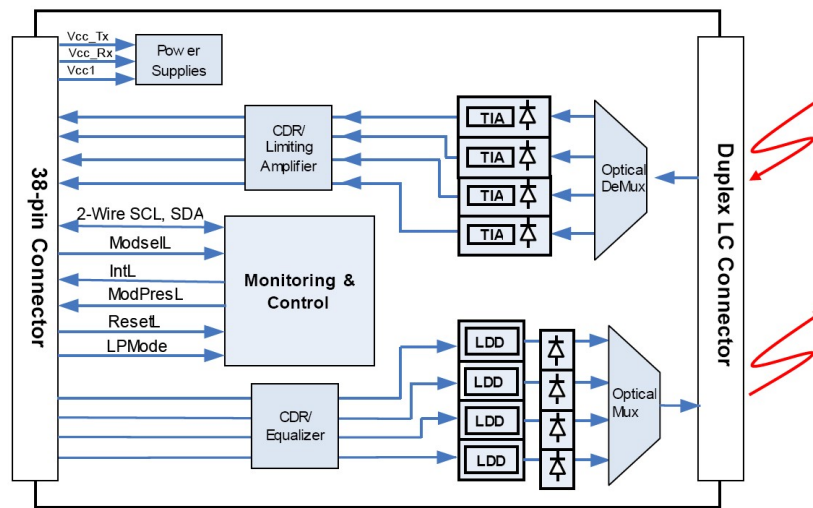 Vcc_Tx
Vcc_Rx
Vcc1
Power
Supplies
CDR/
Limiting
Amplifier
TIA
TIA
TIA
TIA
Optical
DeMux
38-pin Connector
Duplex LC Connector
2-Wire SCL, SDA
ModselL
IntL
ModPresL
ResetL
LPMode
Monitoring &
Control
CDR/
Equalizer
LDD
LDD
LDD
LDD
Optical
Mux